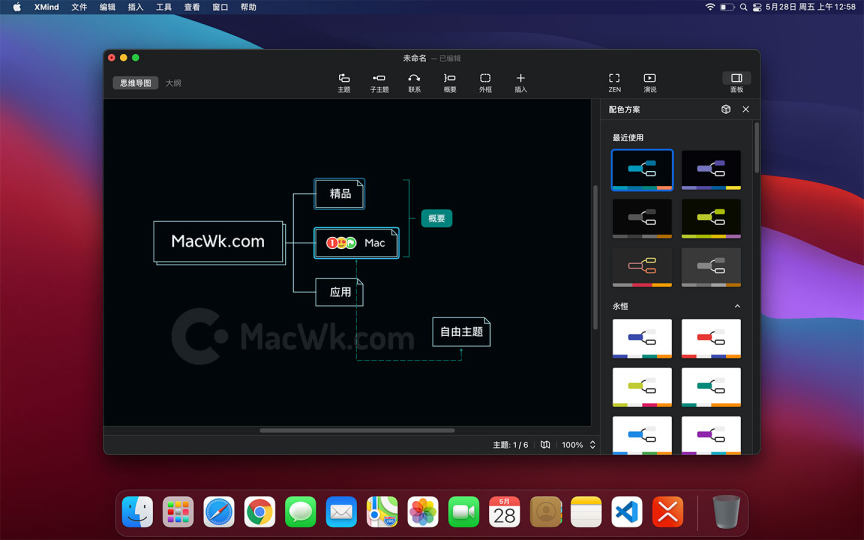 XMind 文件 编辑 插入 工具 查看 窗口 帮助
5月28日 周五 上午12:58
未命名 — 已编辑
思维导图 大纲
主题 子主题 联系 概要 外框 插入 ZEN 演说 面板
配色方案
最近使用
精品
概要
MacWk.com
Mac
应用
永恒
自由主题
MacWk.com
主题: 1 / 6 100%
5月
28